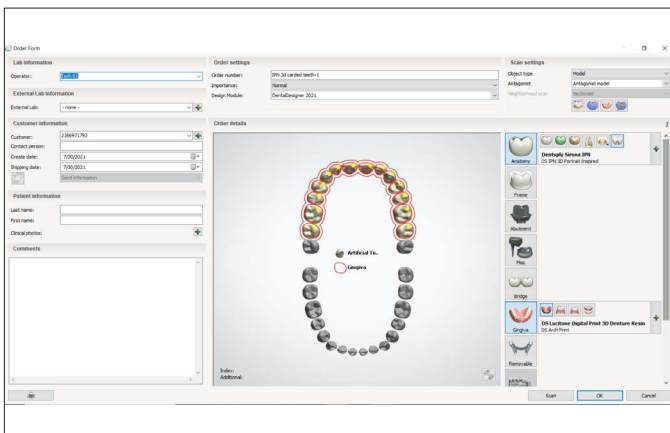 Order Form
Lab information
Operator:
External Lab Information
External Lab:
- none -
Customer information
Customer:
2166971793
Contact person:
Create date:
7/20/2021
Shipping date:
7/30/2021
Send information
Patient information
Last name:
First name:
Clinical photos:
Comments
Order settings
Order number:
IPN 3d carded teeth-1
Importance:
Normal
Design Module:
DentalDesigner 2021
Order details
Artificial To..
Gingiva
Index:
Additional:
Scan settings
Object type
Model
Antagonist
Antagonist model
Neighborhood scan
Sectioned
Anatomy
Dentsply Sirona IPN
DS IPN 3D Portrait Inspired
Frame
Abutment
Misc
Bridge
Gingiva
DS Lucitone Digital Print 3D Denture Resin
DS Arch Print
Removable
Scan
OK
Cancel